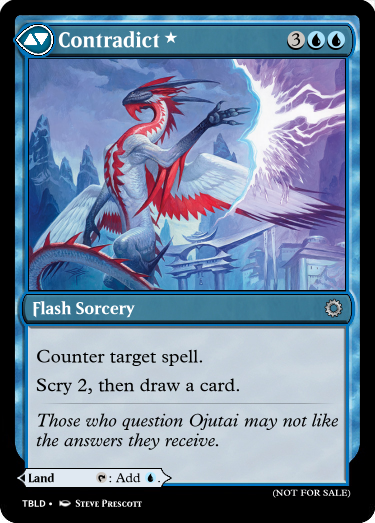 Contradict ★ 3
Flash Sorcery
Counter target spell.
Scry 2, then draw a card.
Those who question Ojutai may not like
the answers they receive.
Land : Add .
(NOT FOR SALE)
TBLD • STEVE PRESCOTT